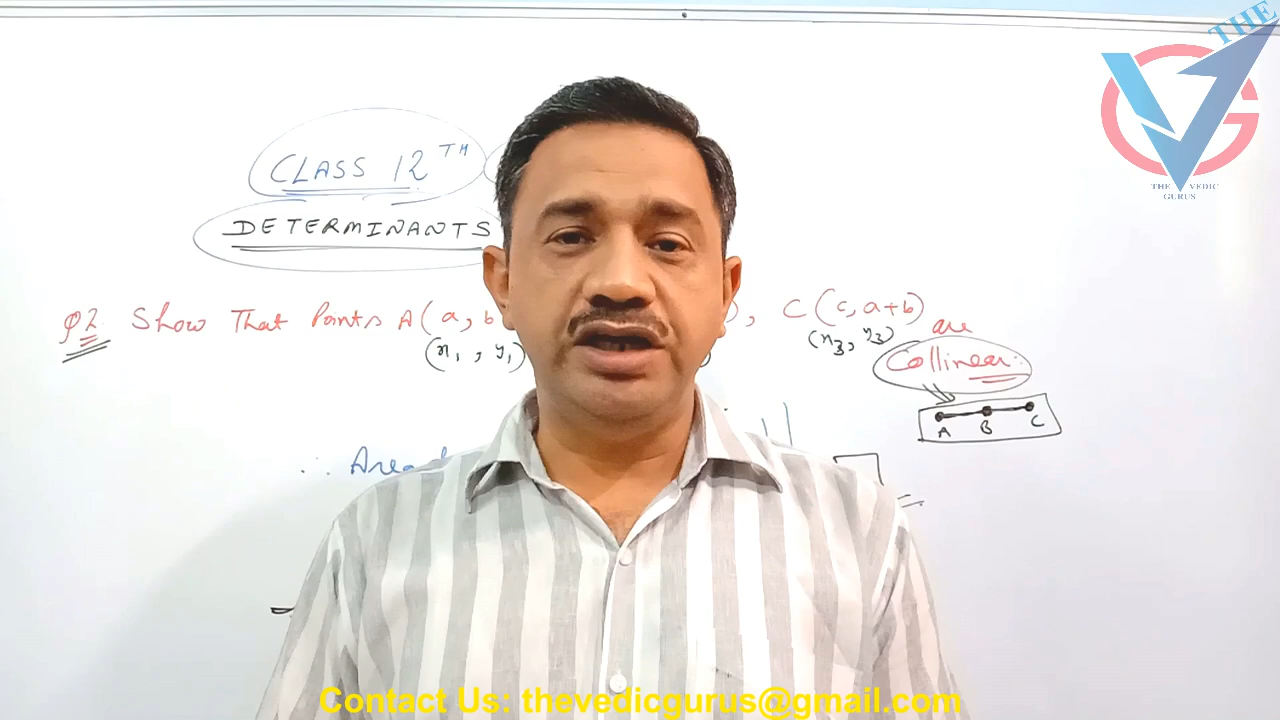 THE
CLASS 12TH
THE VEDIC
GURUS
DETERMINANTS
Q2. Show That Points A(a, b , C(c, a+b) are
(x1, y1) (x3, y3)
Collinear.
A B C
∴ Area
Contact Us: thevedicgurus@gmail.com